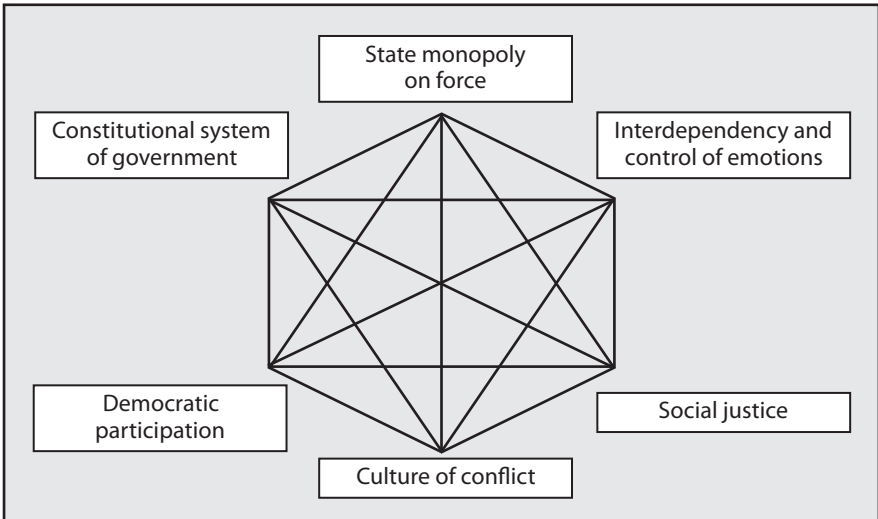 State monopoly
on force
Constitutional system
of government
Interdependency and
control of emotions
Democratic
participation
Social justice
Culture of conflict